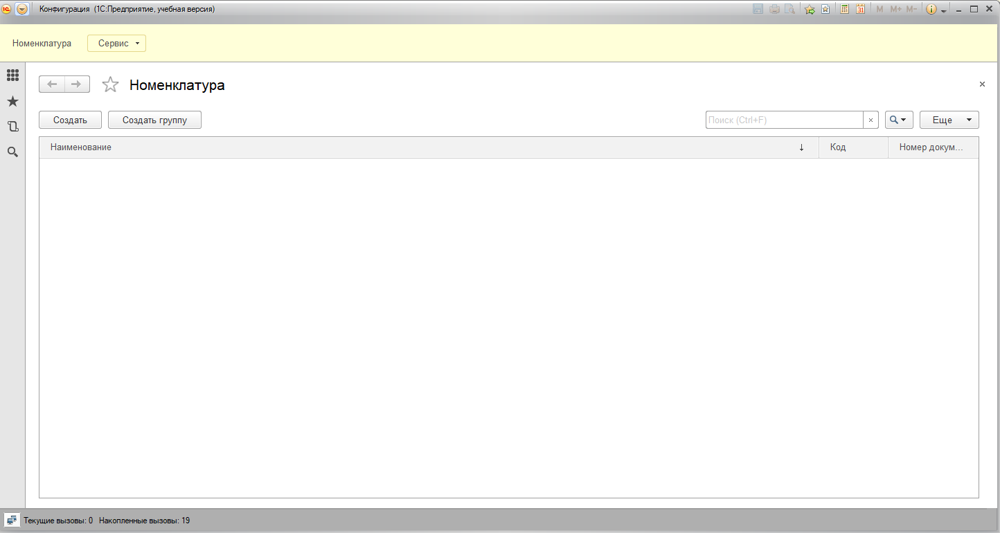 Конфигурация (1С:Предприятие, учебная версия)
31 M M+ M-
Номенклатура Сервис
Номенклатура
Создать Создать группу Поиск (Ctrl+F) Еще
Наименование Код Номер докум...
Текущие вызовы: 0 Накопленные вызовы: 19